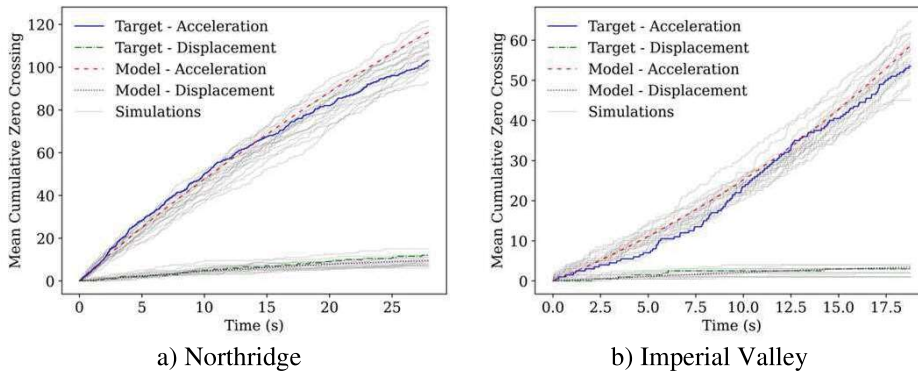 Mean Cumulative Zero Crossing
120
100
80
60
40
20
0
Target - Acceleration
Target - Displacement
Model - Acceleration
Model - Displacement
Simulations
0 5 10 15 20 25
Time (s)
a) Northridge
Mean Cumulative Zero Crossing
60
50
40
30
20
10
0
Target - Acceleration
Target - Displacement
Model - Acceleration
Model - Displacement
Simulations
0.0 2.5 5.0 7.5 10.0 12.5 15.0 17.5
Time (s)
b) Imperial Valley